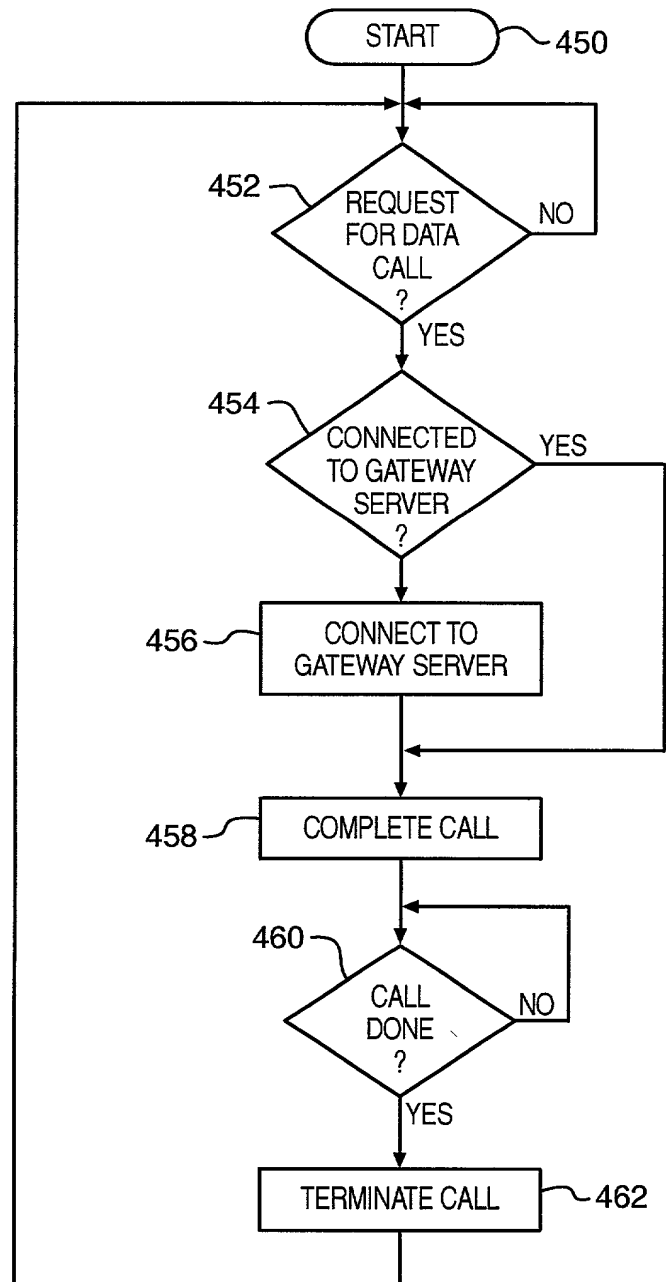 START
450
452
REQUEST
FOR DATA
CALL
?
NO
YES
454
CONNECTED
TO GATEWAY
SERVER
?
YES
456
CONNECT TO
GATEWAY SERVER
458
COMPLETE CALL
460
CALL
DONE
?
NO
YES
TERMINATE CALL
462